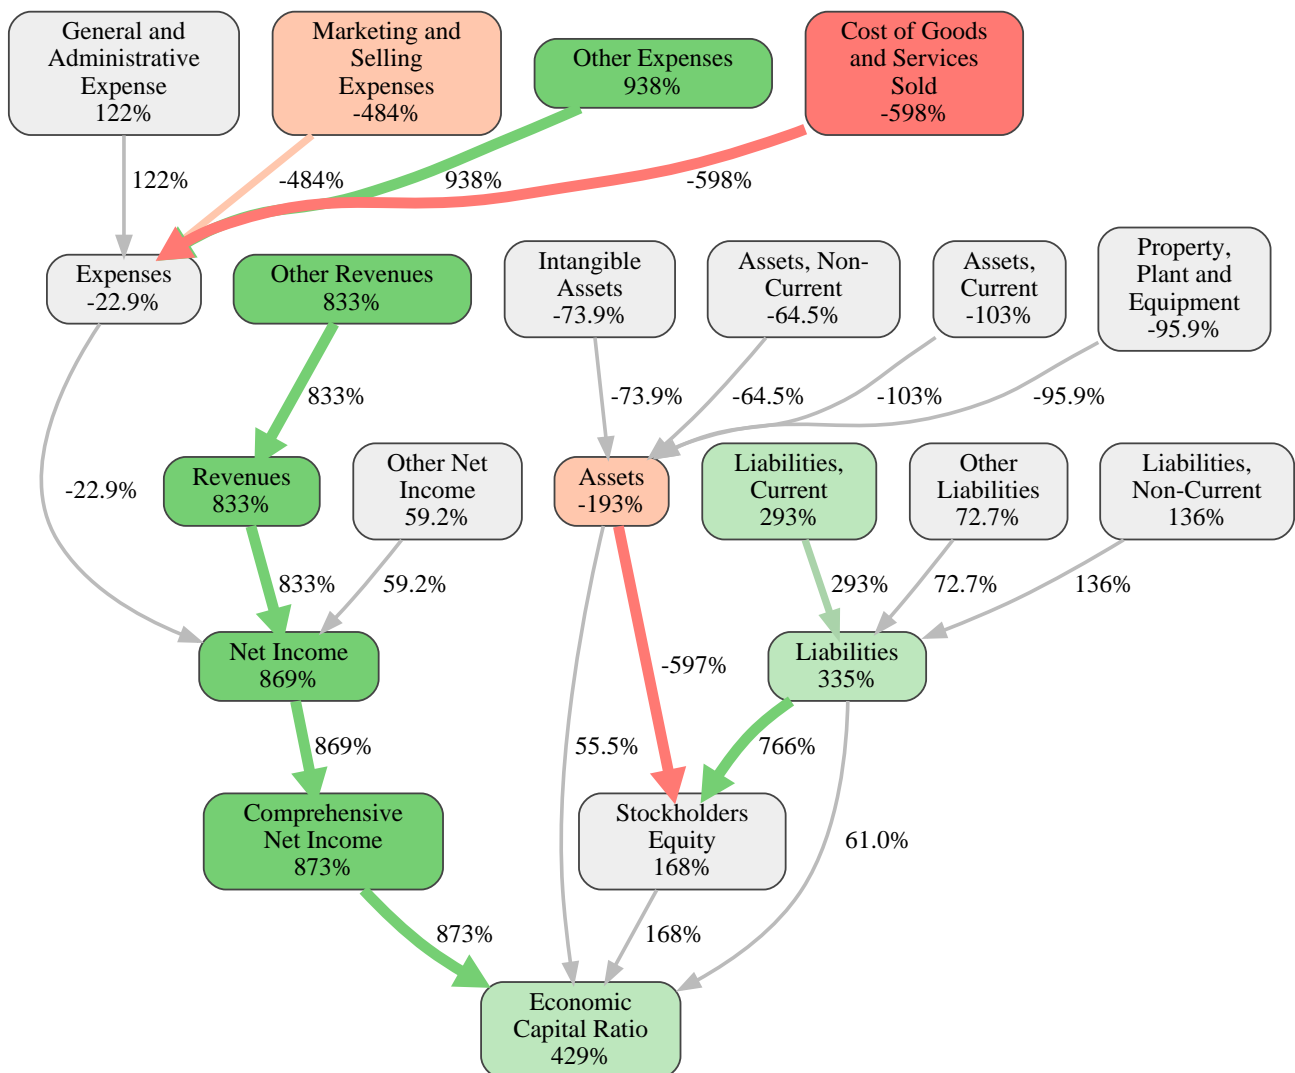 General and
Administrative
Expense
122%
Marketing and
Selling
Expenses
-484%
Other Expenses
938%
Cost of Goods
and Services
Sold
-598%
122%
-484%
938%
-598%
Expenses
-22.9%
Other Revenues
833%
Intangible
Assets
-73.9%
Assets, Non-
Current
-64.5%
Assets,
Current
-103%
Property,
Plant and
Equipment
-95.9%
833%
-73.9%
-64.5%
-103%
-95.9%
-22.9%
Revenues
833%
Other Net
Income
59.2%
Assets
-193%
Liabilities,
Current
293%
Other
Liabilities
72.7%
Liabilities,
Non-Current
136%
833%
59.2%
293%
72.7%
136%
Net Income
869%
-597%
Liabilities
335%
869%
55.5%
766%
Comprehensive
Net Income
873%
Stockholders
Equity
168%
61.0%
873%
168%
Economic
Capital Ratio
429%